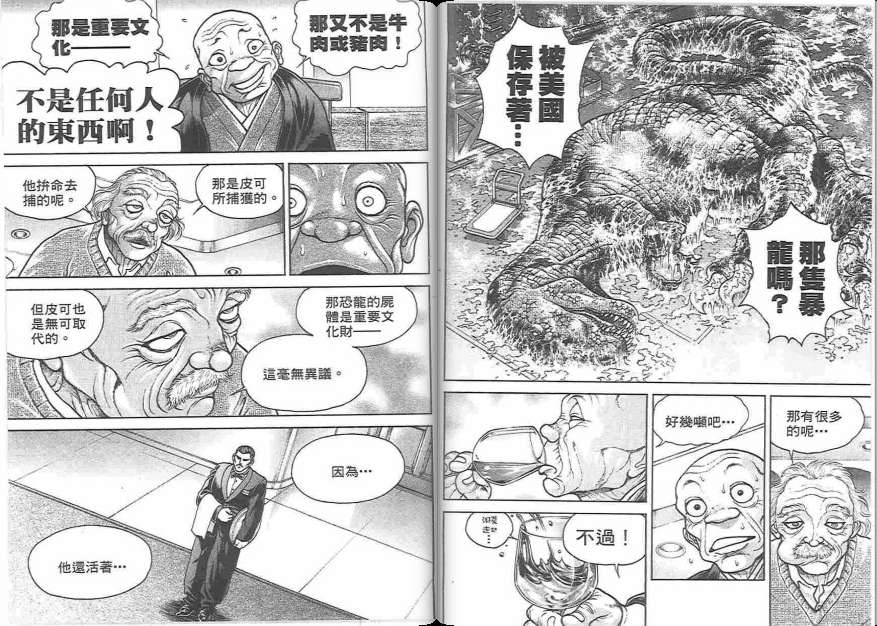 被美國
保存著…
那隻暴
龍嗎？
那有很多
的呢…
好幾噸吧…
不過！
那又不是牛
肉或豬肉！
那是重要文
化———
不是任何人
的東西啊！
那是皮可
所捕獲的。
他拚命去
捕的呢。
那恐龍的屍
體是重要文
化財——
這毫無異議。
但皮可也
是無可取
代的。
因為…
他還活著…